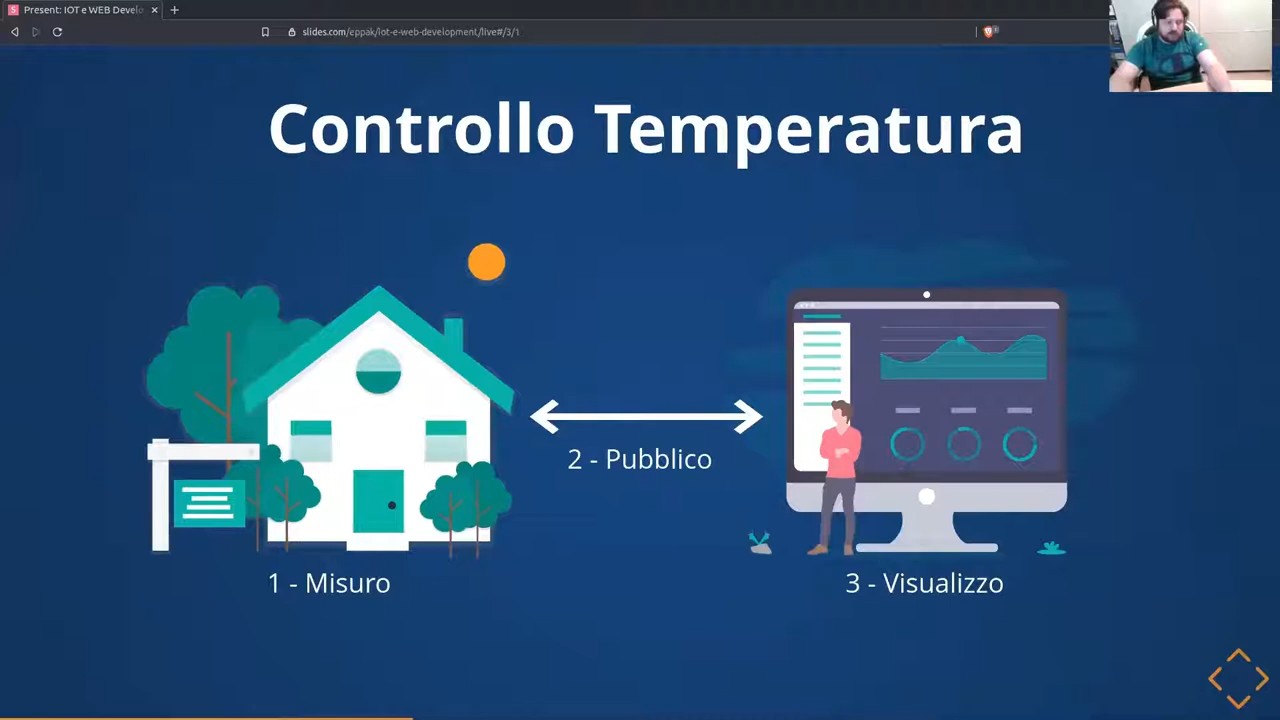 Present: IOT e WEB Develo
slides.com/eppak/iot-e-web-development/live#/3/1
Controllo Temperatura
2 - Pubblico
1 - Misuro
3 - Visualizzo